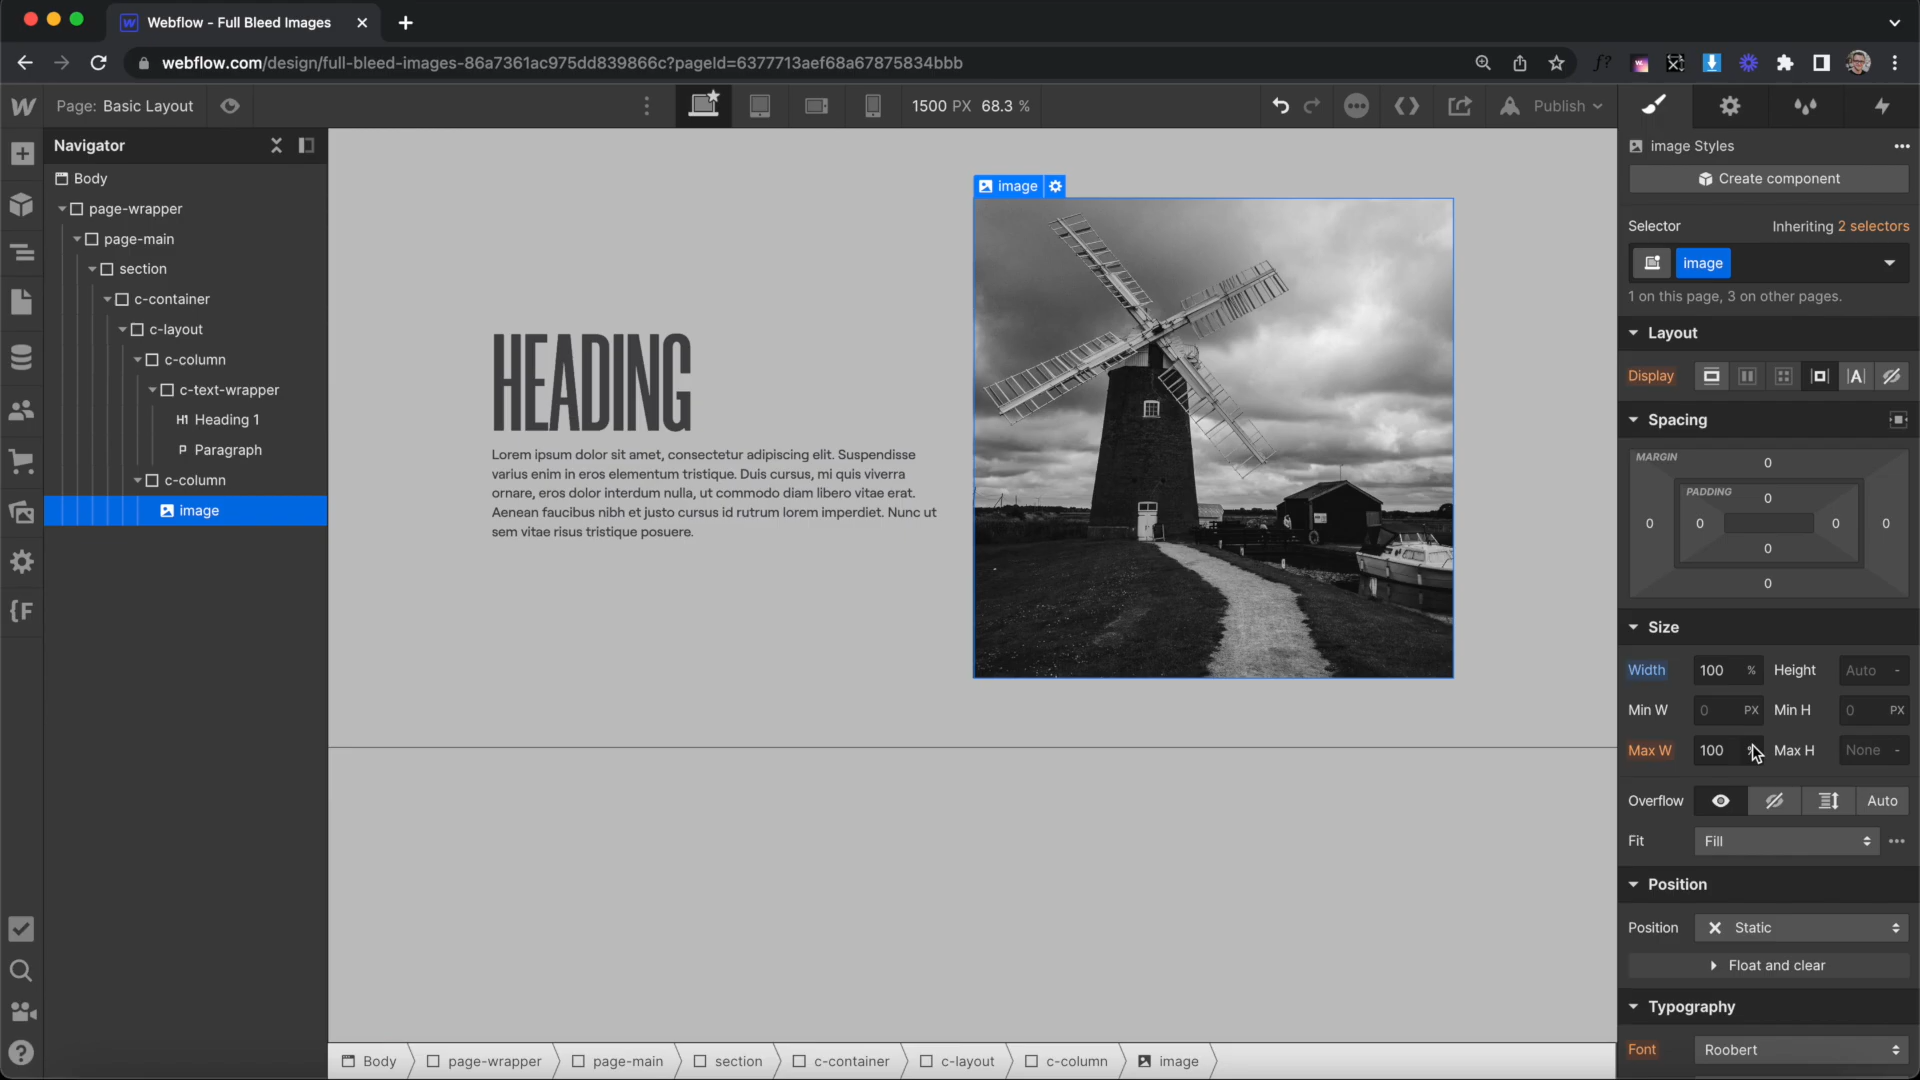 Webflow - Full Bleed Images
webflow.com/design/full-bleed-images-86a7361ac975dd839866c?pageId=6377713aef68a67875834bbb
Page: Basic Layout
1500 PX 68.3 %
Publish
Navigator
Body
page-wrapper
page-main
section
c-container
c-layout
c-column
c-text-wrapper
H1 Heading 1
P Paragraph
c-column
image
image
HEADING
Lorem ipsum dolor sit amet, consectetur adipiscing elit. Suspendisse
varius enim in eros elementum tristique. Duis cursus, mi quis viverra
ornare, eros dolor interdum nulla, ut commodo diam libero vitae erat.
Aenean faucibus nibh et justo cursus id rutrum lorem imperdiet. Nunc ut
sem vitae risus tristique posuere.
image Styles
Create component
Selector Inheriting 2 selectors
image
1 on this page, 3 on other pages.
Layout
Display
Spacing
MARGIN
0
PADDING
0
0 0 0 0
0
0
Size
Width 100 % Height Auto -
Min W 0 PX Min H 0 PX
Max W 100 % Max H None -
Overflow Auto
Fit Fill
Position
Position Static
Float and clear
Typography
Font Roobert
Body page-wrapper page-main section c-container c-layout c-column image